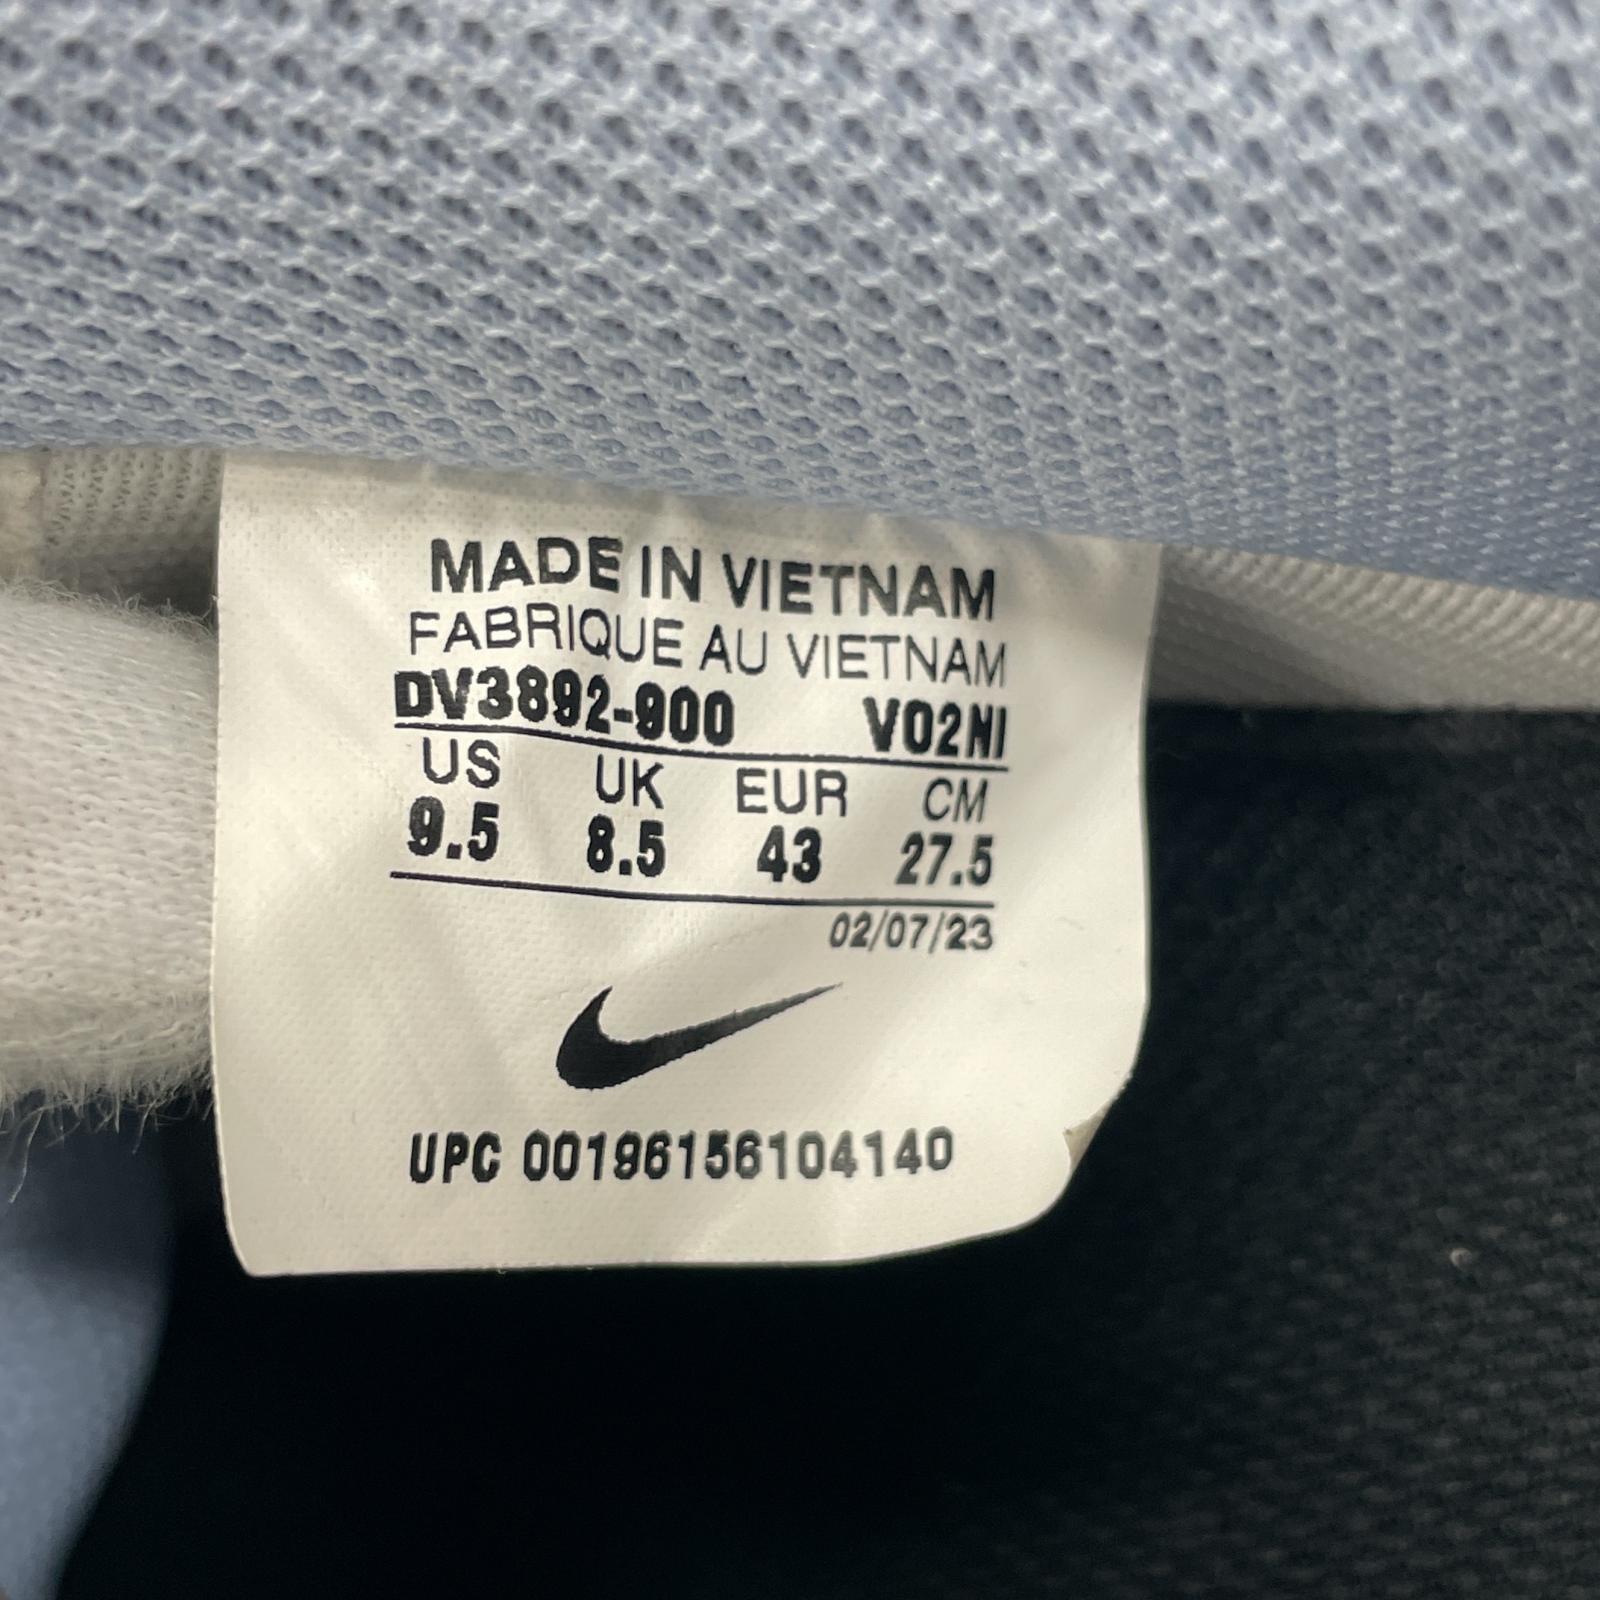 MADE IN VIETNAM
FABRIQUE AU VIETNAM
DV3892-900 VO2NI
US UK EUR CM
9.5 8.5 43 27.5
02/07/23
UPC 00196156104140